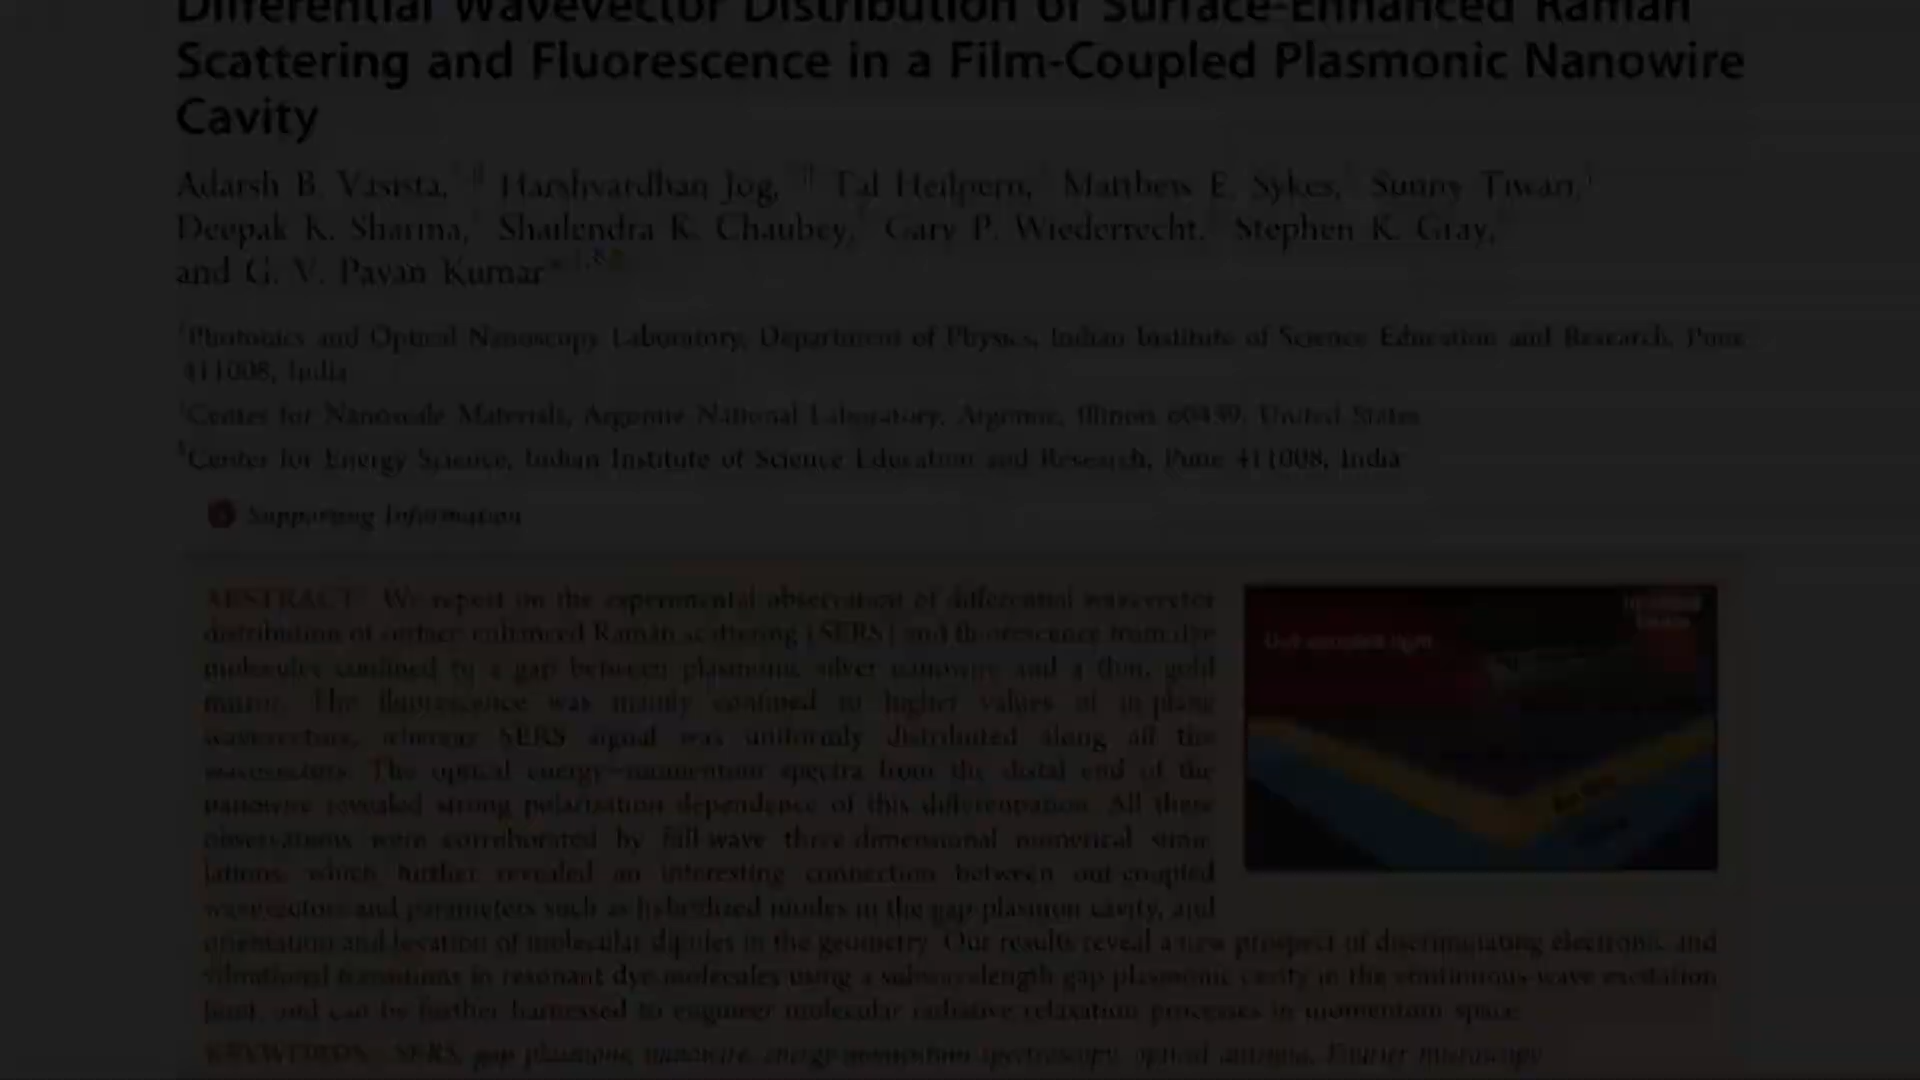 Differential Wavevector Distribution of Surface-Enhanced Raman
Scattering and Fluorescence in a Film-Coupled Plasmonic Nanowire
Cavity
Adarsh B. Vasista, Harshvardhan Jog, Tal Heilpern, Matthew E. Sykes, Sunny Tiwari,
Deepak K. Sharma, Shailendra K. Chaubey, Gary P. Wiederrecht, Stephen K. Gray,
and G. V. Pavan Kumar
Photonics and Optical Nanoscopy Laboratory, Department of Physics, Indian Institute of Science Education and Research, Pune
411008, India
Center for Nanoscale Materials, Argonne National Laboratory, Argonne, Illinois 60439, United States
Center for Energy Science, Indian Institute of Science Education and Research, Pune 411008, India
Supporting Information
ABSTRACT: We report on the experimental observation of differential wavevector
distribution of surface-enhanced Raman scattering (SERS) and fluorescence from dye
molecules confined to a gap between plasmonic silver nanowire and a thin, gold
mirror. The fluorescence was mainly confined to higher values of in-plane
wavevectors, whereas SERS signal was uniformly distributed along all the
wavevectors. The optical energy-momentum spectra from the distal end of the
nanowire revealed strong polarization dependence of this differentiation. All these
observations were corroborated by full-wave three-dimensional numerical simu-
lations, which further revealed an interesting connection between out-coupled
wavevectors and parameters such as hybridized modes in the gap-plasmon cavity, and
orientation and location of molecular dipoles in the geometry. Our results reveal a new prospect of discriminating electronic and
vibrational transitions in resonant dye molecules using a subwavelength gap plasmonic cavity in the continuous-wave excitation
limit, and can be further harnessed to engineer molecular radiative relaxation processes in momentum space.
KEYWORDS: SERS, gap plasmons, nanowire, energy-momentum spectroscopy, optical antenna, Fourier microscopy